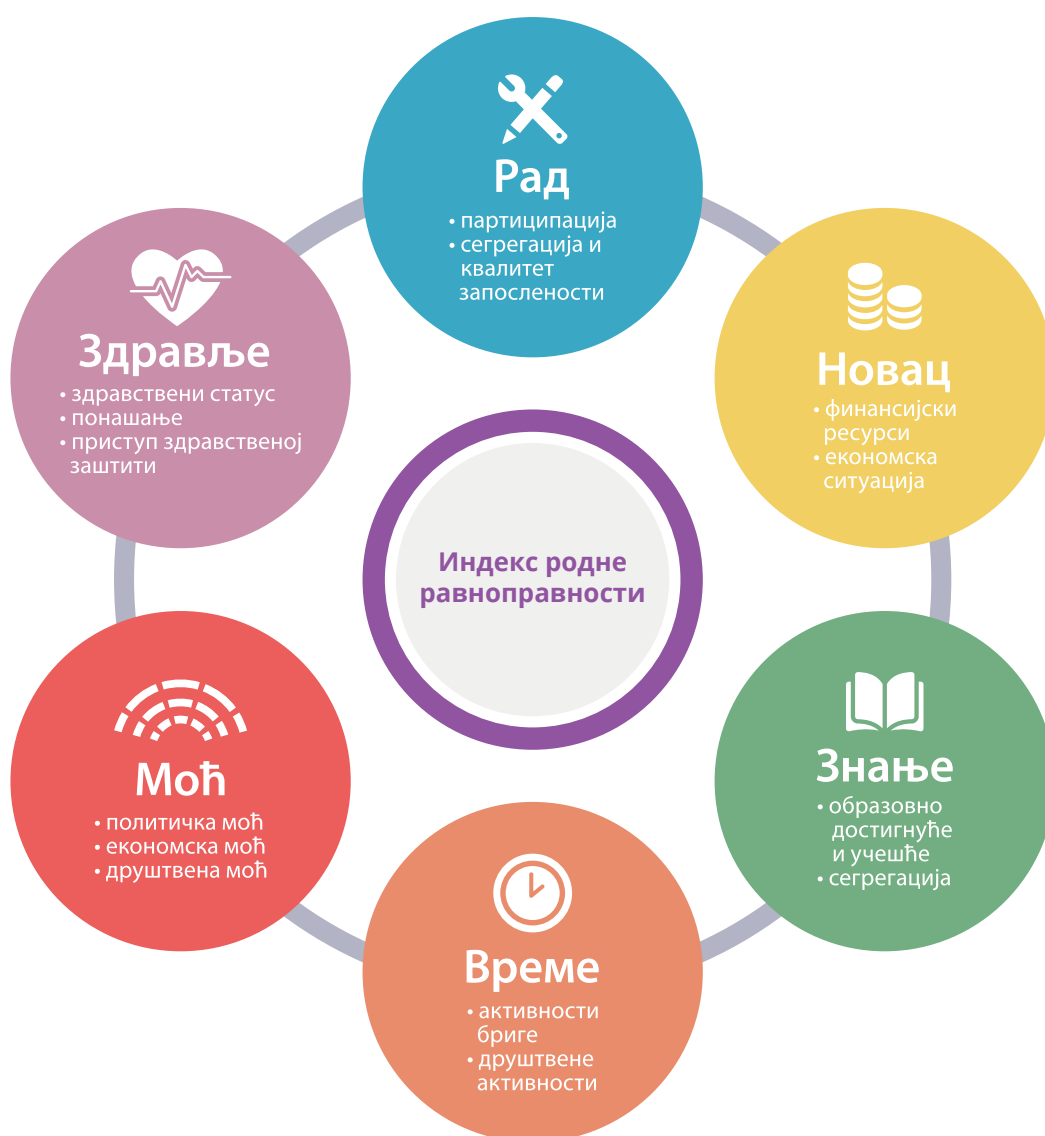 Рад
• партиципација
• сегрегација и
квалитет
запослености
Новац
• финансијски
ресурси
• економска
ситуација
Знање
• образовно
достигнуће
и учешће
• сегрегација
Време
• активности
бриге
• друштвене
активности
Моћ
• политичка моћ
• економска моћ
• друштвена моћ
Здравље
• здравствени статус
• понашање
• приступ здравственој
заштити
Индекс родне
равноправности